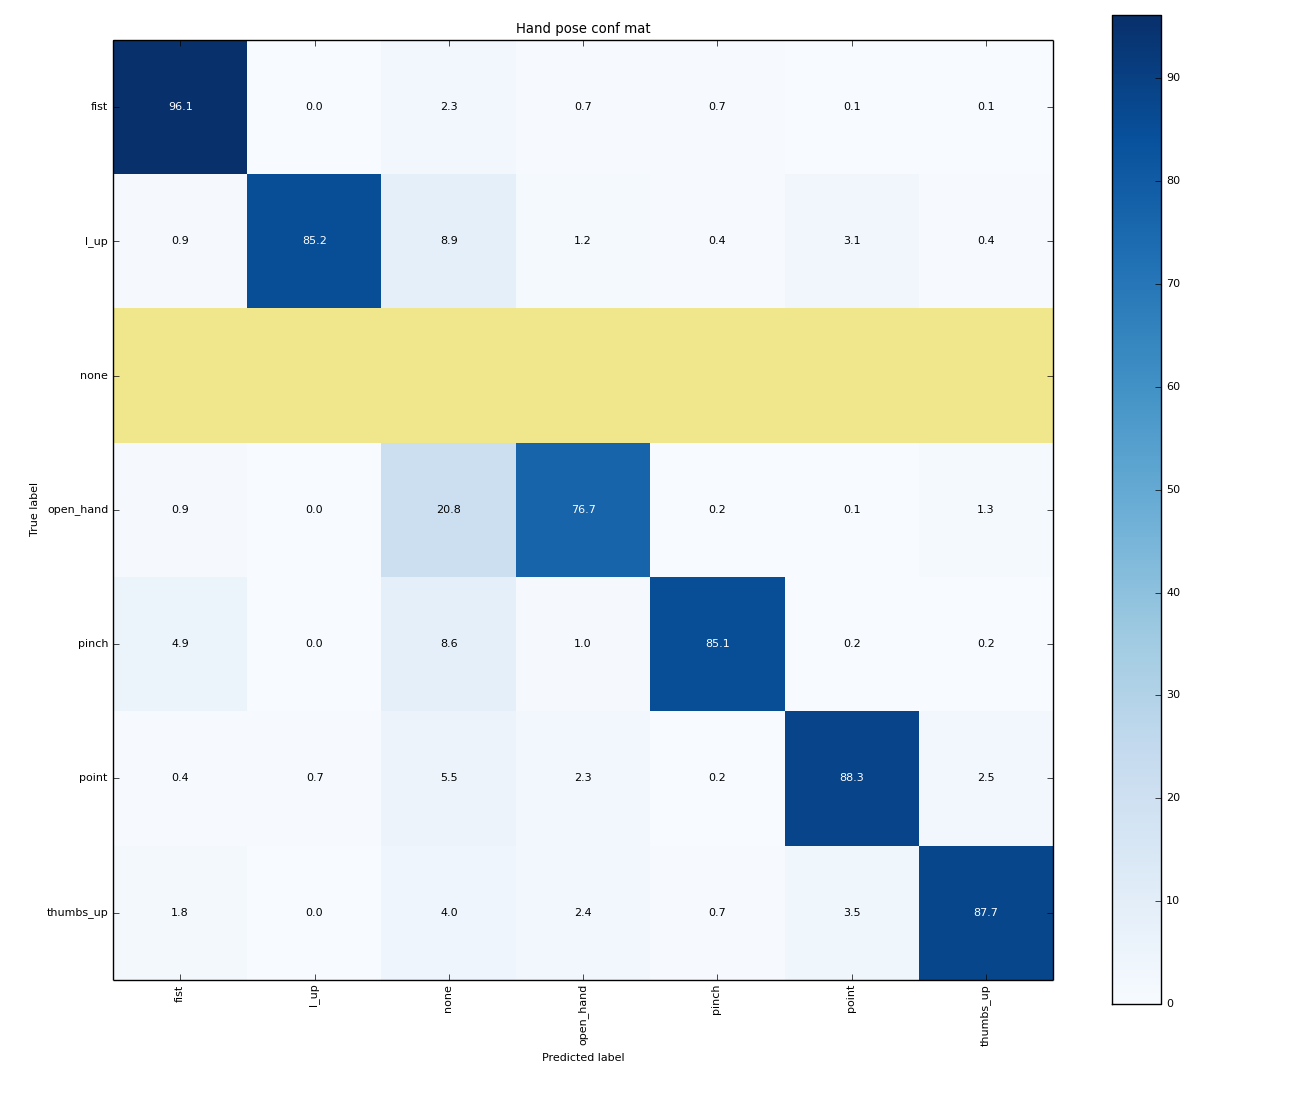 Hand pose conf mat
True label
fist 96.1 0.0 2.3 0.7 0.7 0.1 0.1
l_up 0.9 85.2 8.9 1.2 0.4 3.1 0.4
none
open_hand 0.9 0.0 20.8 76.7 0.2 0.1 1.3
pinch 4.9 0.0 8.6 1.0 85.1 0.2 0.2
point 0.4 0.7 5.5 2.3 0.2 88.3 2.5
thumbs_up 1.8 0.0 4.0 2.4 0.7 3.5 87.7
fist l_up none open_hand pinch point thumbs_up
Predicted label
90
80
70
60
50
40
30
20
10
0